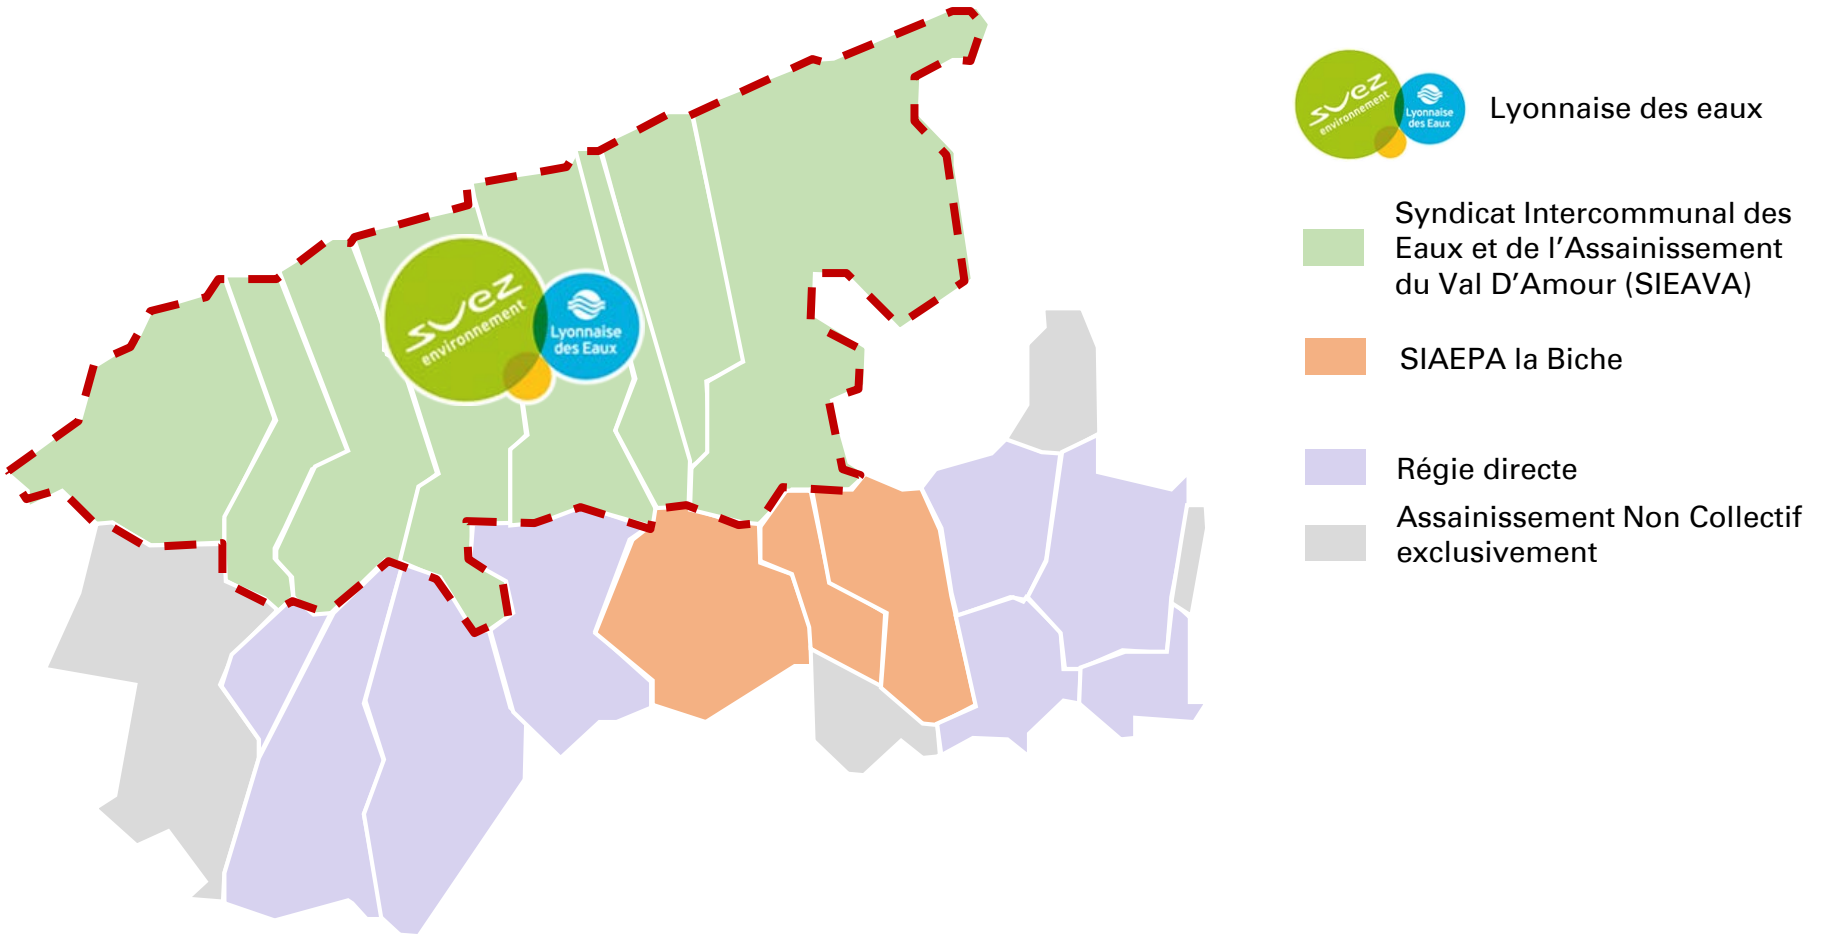 suez
environnement
Lyonnaise
des Eaux
suez
environnement
Lyonnaise
des Eaux
Lyonnaise des eaux
Syndicat Intercommunal des
Eaux et de l’Assainissement
du Val D’Amour (SIEAVA)
SIAEPA la Biche
Régie directe
Assainissement Non Collectif
exclusivement